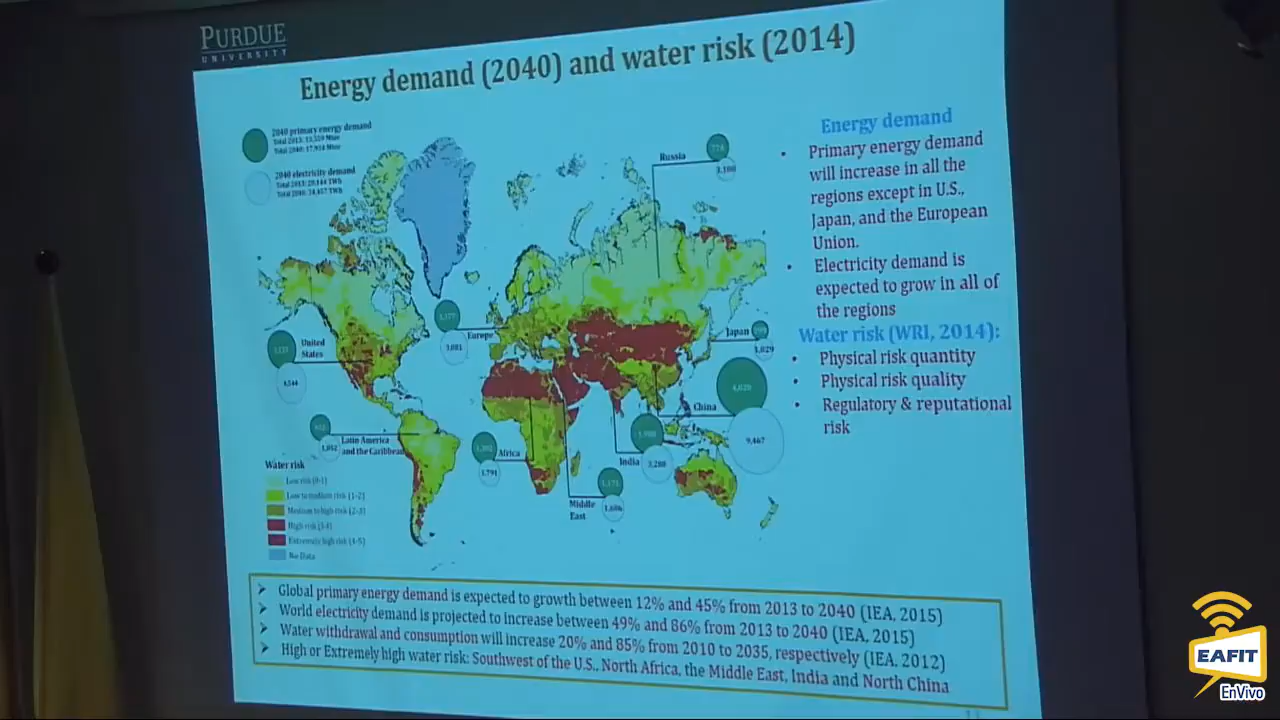 PURDUE
UNIVERSITY
Energy demand (2040) and water risk (2014)
2040 primary energy demand
2040 electricity demand
Russia
3,100
Europe
3,081
United
States
4,544
Japan
1,029
China
4,020
9,467
Latin America
and the Caribbean
1,052
Africa
1,791
India
3,288
Middle
East
1,171
1,606
Water risk
Low risk (0-1)
Low to medium risk (1-2)
Medium to high risk (2-3)
High risk (3-4)
Extremely high risk (4-5)
No Data
Energy demand
• Primary energy demand
will increase in all the
regions except in U.S.,
Japan, and the European
Union.
• Electricity demand is
expected to grow in all of
the regions
Water risk (WRI, 2014):
• Physical risk quantity
• Physical risk quality
• Regulatory & reputational
risk
➢ Global primary energy demand is expected to growth between 12% and 45% from 2013 to 2040 (IEA, 2015)
➢ World electricity demand is projected to increase between 49% and 86% from 2013 to 2040 (IEA, 2015)
➢ Water withdrawal and consumption will increase 20% and 85% from 2010 to 2035, respectively (IEA, 2012)
➢ High or Extremely high water risk: Southwest of the U.S., North Africa, the Middle East, India and North China
EAFIT
EnVivo